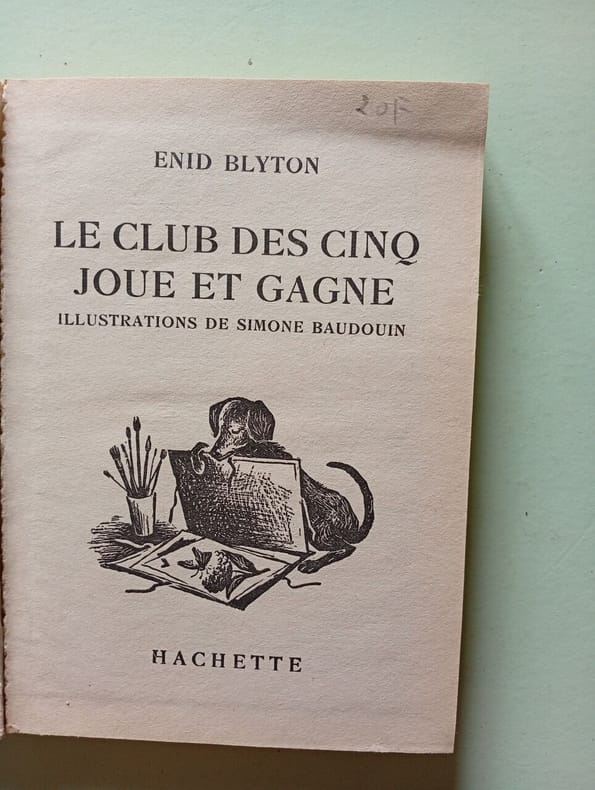 20F
ENID BLYTON
LE CLUB DES CINQ
JOUE ET GAGNE
ILLUSTRATIONS DE SIMONE BAUDOUIN
HACHETTE